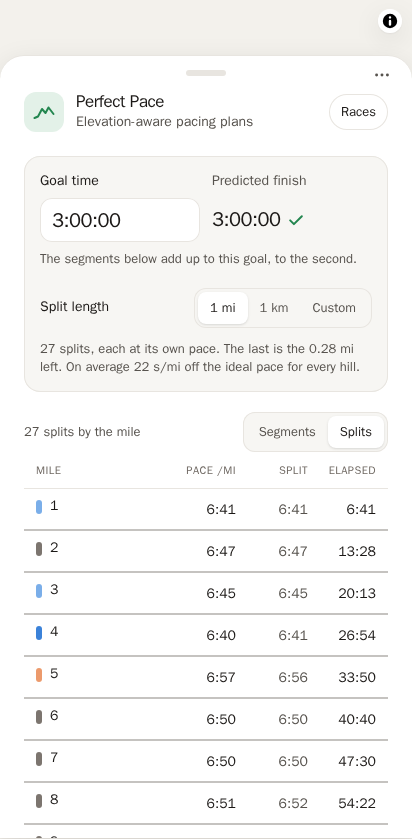 Perfect Pace
Elevation-aware pacing plans
Races
Goal time
Predicted finish
3:00:00
3:00:00
The segments below add up to this goal, to the second.
Split length
1 mi
1 km
Custom
27 splits, each at its own pace. The last is the 0.28 mi
left. On average 22 s/mi off the ideal pace for every hill.
27 splits by the mile
Segments
Splits
MILE PACE /MI SPLIT ELAPSED
1 6:41 6:41 6:41
2 6:47 6:47 13:28
3 6:45 6:45 20:13
4 6:40 6:41 26:54
5 6:57 6:56 33:50
6 6:50 6:50 40:40
7 6:50 6:50 47:30
8 6:51 6:52 54:22